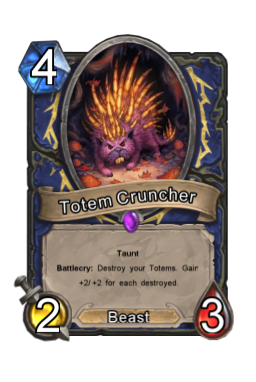 4
Totem Cruncher
Taunt
Battlecry: Destroy your Totems. Gain
+2/+2 for each destroyed.
2
Beast
3